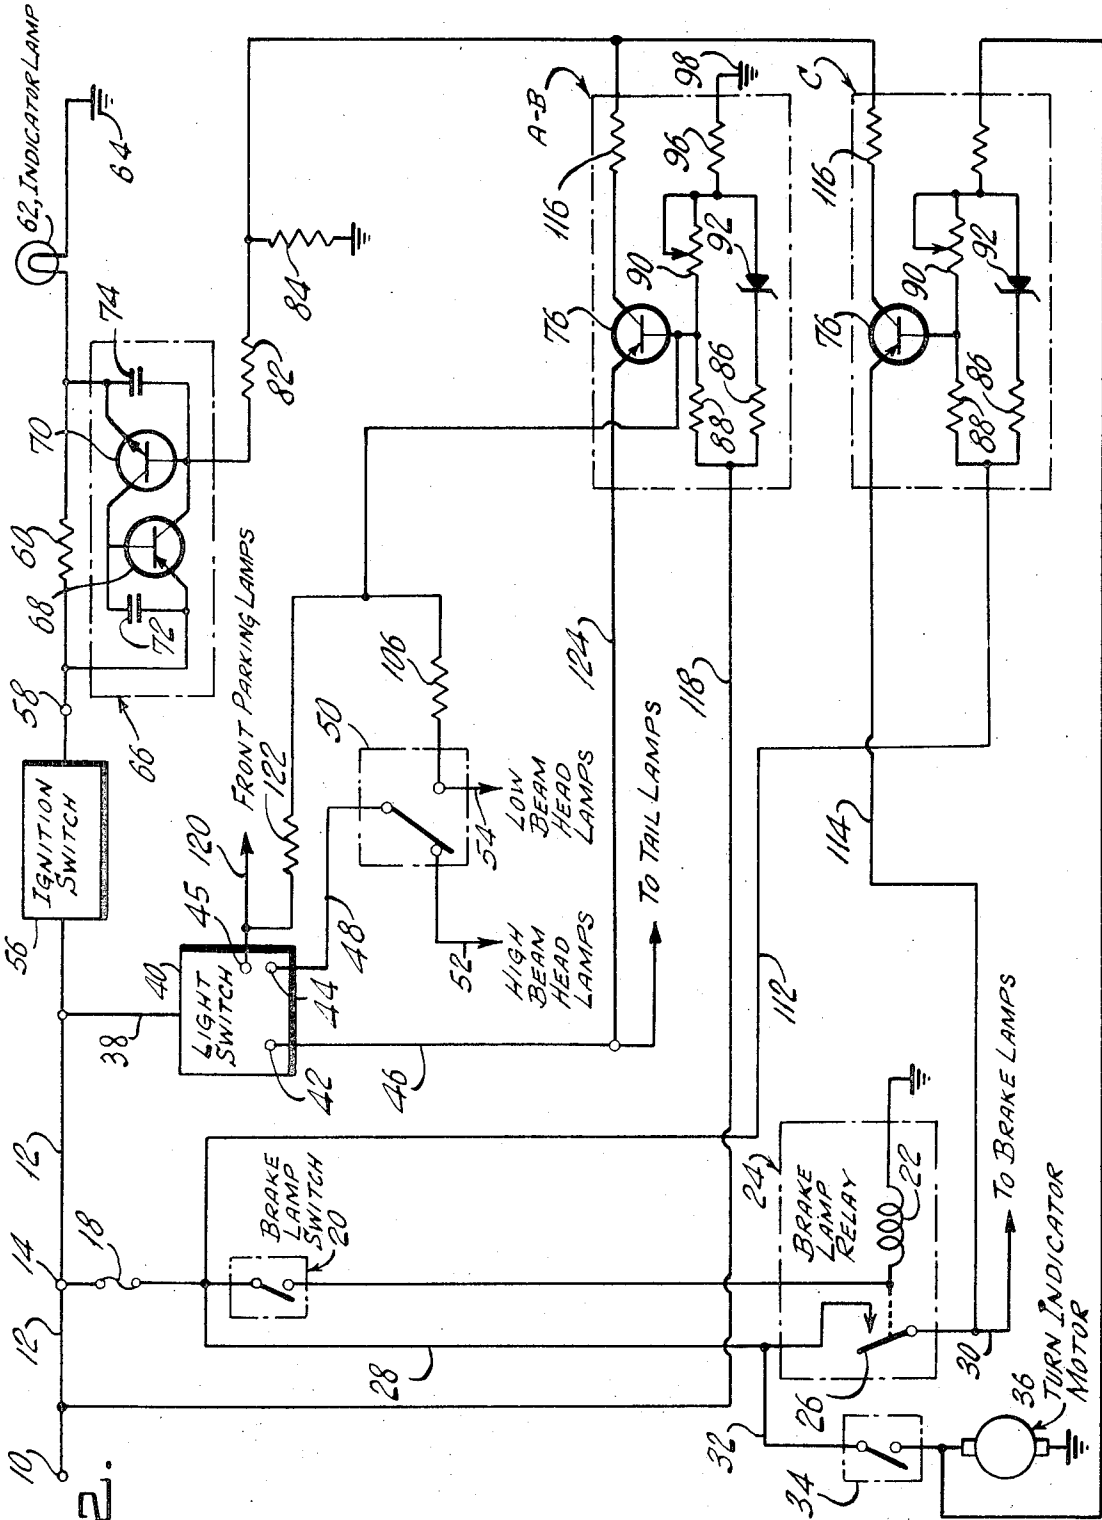 2.
10
12
14
18
12
38
56
IGNITION
SWITCH
58
60
68
70
72
74
66
62, INDICATOR LAMP
64
40
LIGHT
SWITCH
42
44
45
46
48
120
FRONT PARKING LAMPS
122
50
52
HIGH
BEAM
HEAD
LAMPS
54
LOW
BEAM
HEAD
LAMPS
106
82
84
BRAKE
LAMP
SWITCH
20
28
32
34
36
TURN INDICATOR
MOTOR
24
BRAKE
LAMP
RELAY
22
26
30
TO BRAKE LAMPS
TO TAIL LAMPS
112
114
118
124
A-B
116
76
90
96
98
88
86
92
C
116
76
90
88
86
92